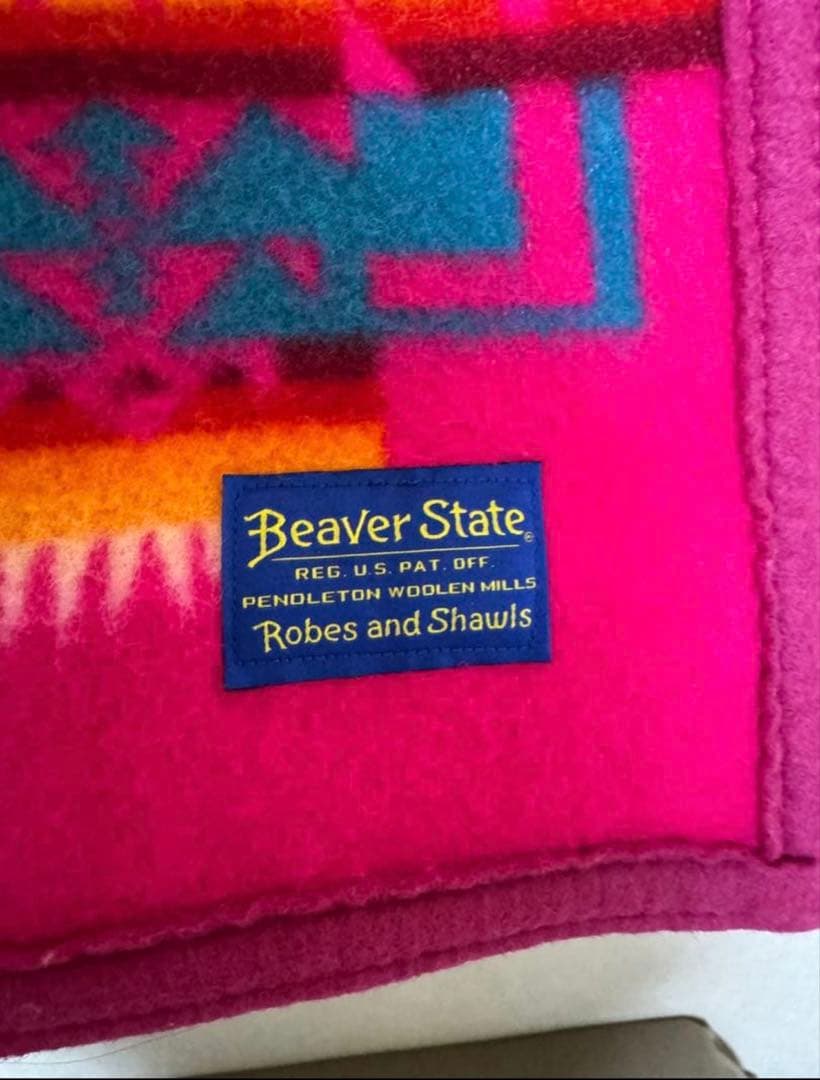 Beaver State®
REG. U.S. PAT. OFF.
PENDLETON WOOLEN MILLS
Robes and Shawls